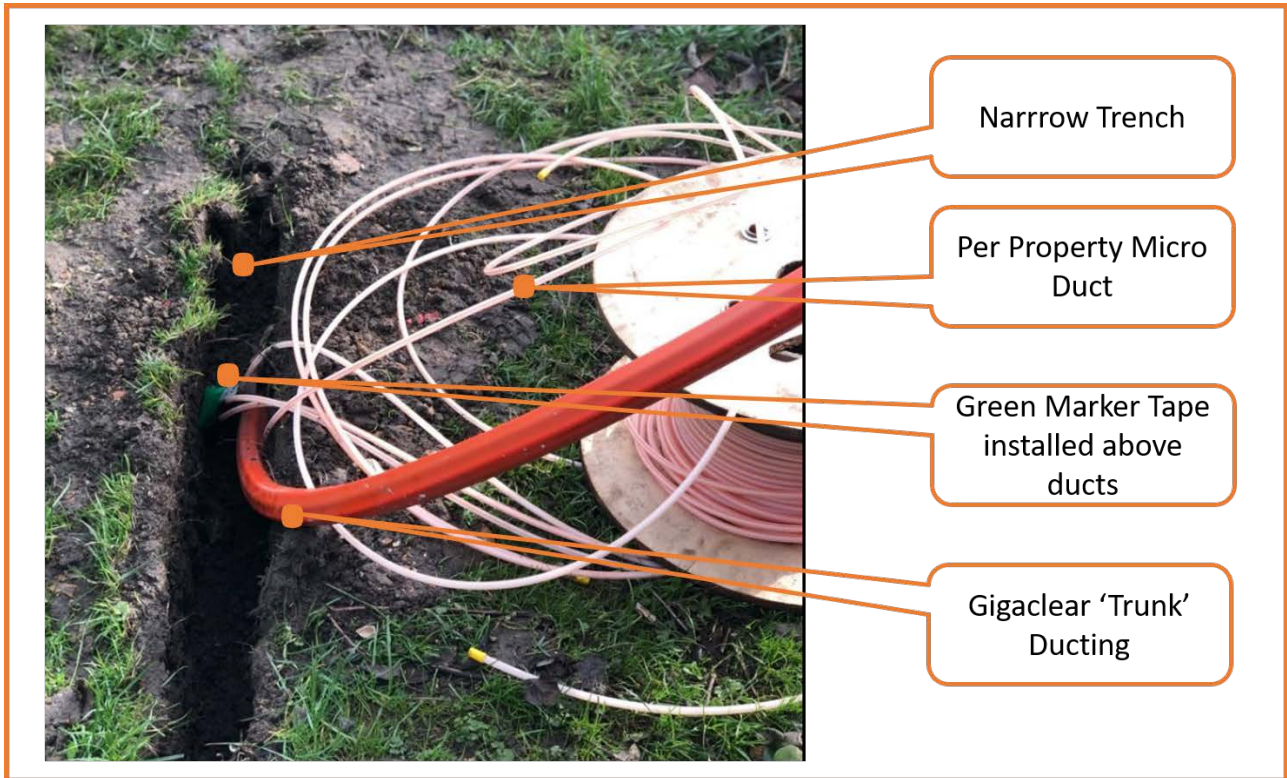 Narrrow Trench
Per Property Micro
Duct
Green Marker Tape
installed above
ducts
Gigaclear ‘Trunk’
Ducting